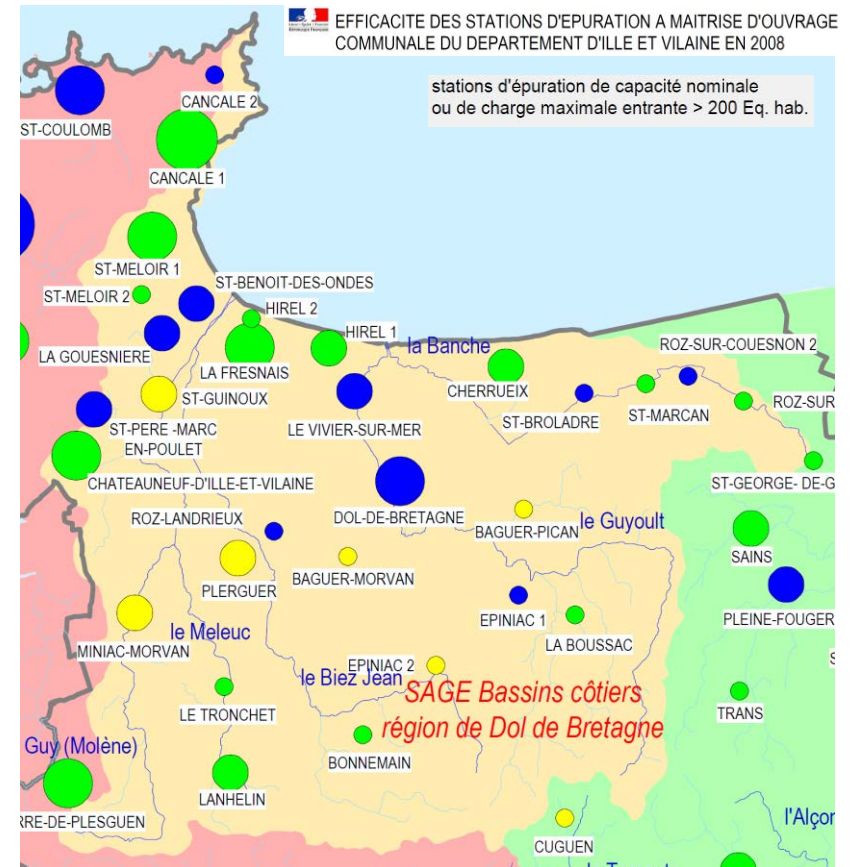 EFFICACITE DES STATIONS D'EPURATION A MAITRISE D'OUVRAGE
COMMUNALE DU DEPARTEMENT D'ILLE ET VILAINE EN 2008
stations d'épuration de capacité nominale
ou de charge maximale entrante > 200 Eq. hab.
CANCALE 2
ST-COULOMB
CANCALE 1
ST-MELOIR 1
ST-BENOIT-DES-ONDES
ST-MELOIR 2
HIREL 2
HIREL 1
la Banche
ROZ-SUR-COUESNON 2
LA GOUESNIERE
LA FRESNAIS
CHERRUEIX
ST-GUINOUX
ST-BROLADRE
ST-MARCAN
ROZ-SUR
ST-PERE -MARC
EN-POULET
LE VIVIER-SUR-MER
CHATEAUNEUF-D'ILLE-ET-VILAINE
ST-GEORGE- DE-G
ROZ-LANDRIEUX
DOL-DE-BRETAGNE
BAGUER-PICAN
le Guyoult
SAINS
PLERGUER
BAGUER-MORVAN
EPINIAC 1
PLEINE-FOUGER
MINIAC-MORVAN
le Meleuc
LA BOUSSAC
EPINIAC 2
le Biez Jean
SAGE Bassins côtiers
région de Dol de Bretagne
LE TRONCHET
TRANS
Guy (Molène)
BONNEMAIN
LANHELIN
RRE-DE-PLESGUEN
l'Alçon
CUGUEN